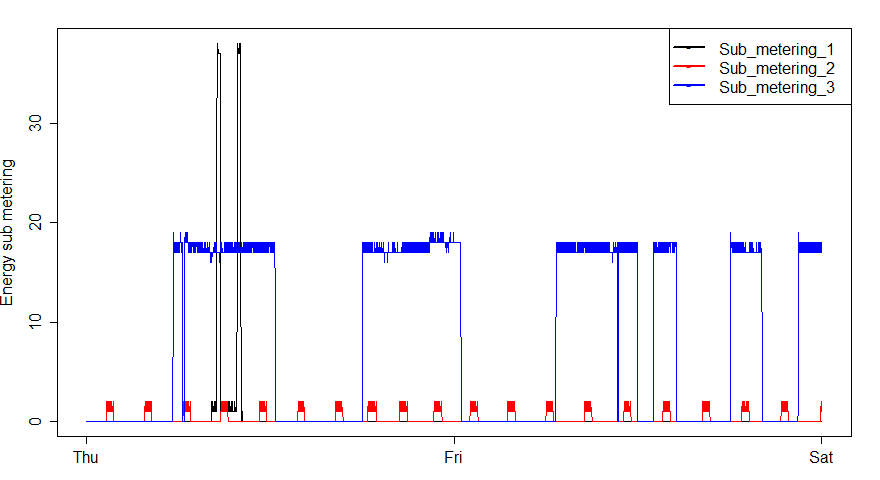 Sub_metering_1
Sub_metering_2
Sub_metering_3
Energy sub metering
30
20
10
0
Thu Fri Sat